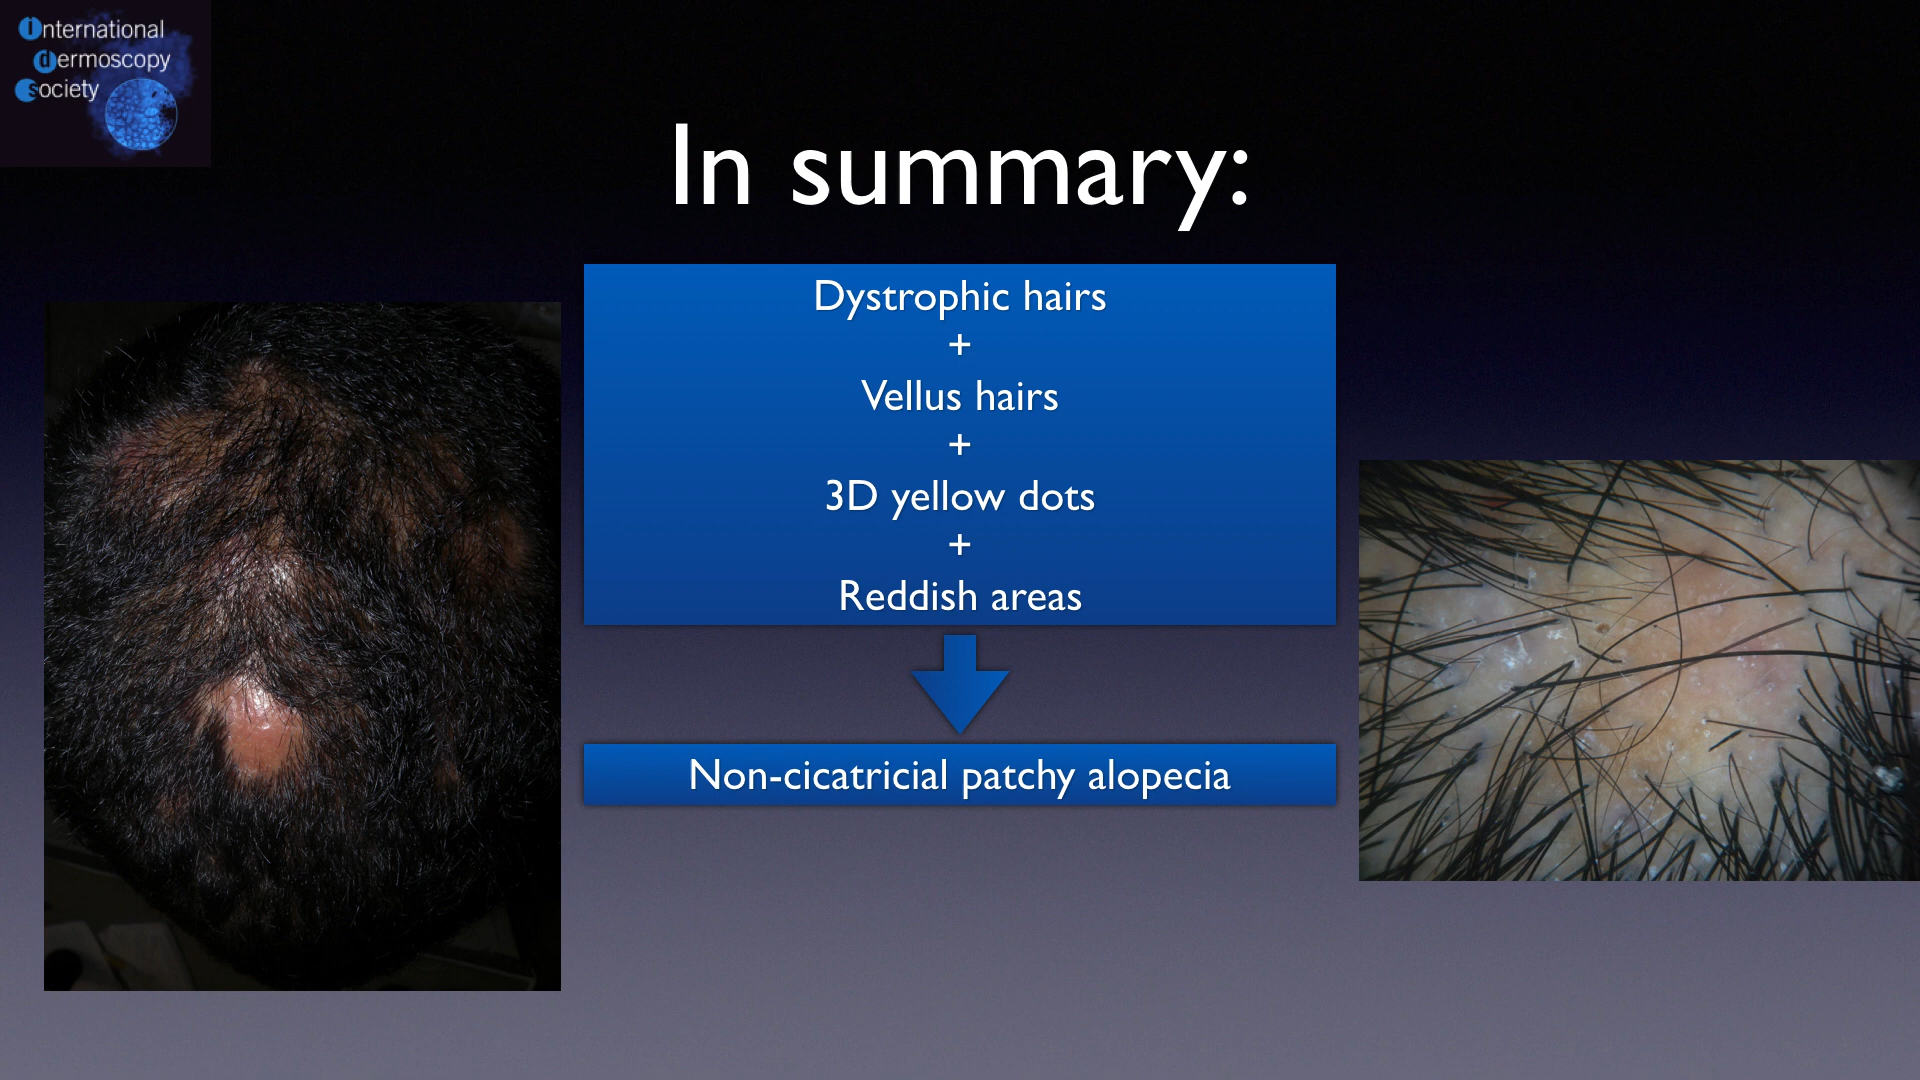 International
dermoscopy
Society
In summary:
Dystrophic hairs
+
Vellus hairs
+
3D yellow dots
+
Reddish areas
Non-cicatricial patchy alopecia